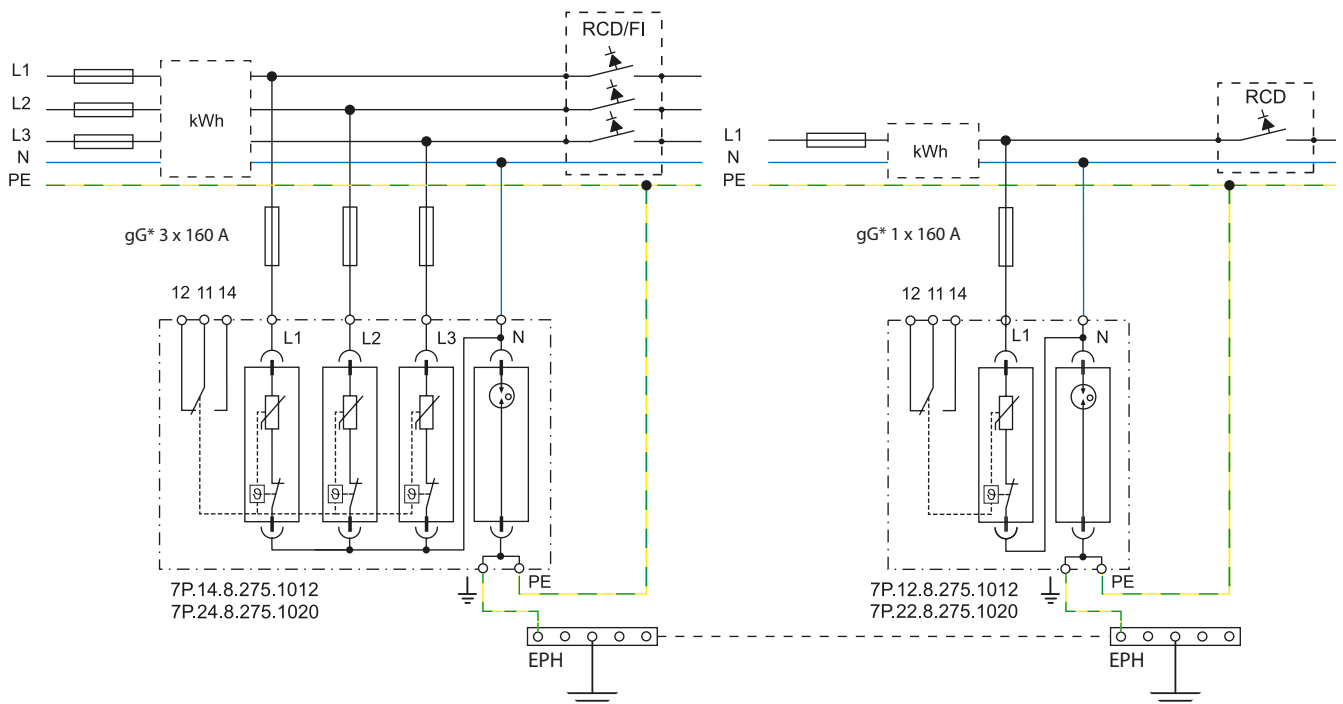 RCD/FI
L1
L2
kWh
L3
N
PE
gG* 3 x 160 A
12 11 14
L1 L2 L3 N
ϑ ϑ ϑ
PE
7P.14.8.275.1012
7P.24.8.275.1020
EPH
RCD
L1
kWh
N
PE
gG* 1 x 160 A
12 11 14
L1 N
ϑ
PE
7P.12.8.275.1012
7P.22.8.275.1020
EPH